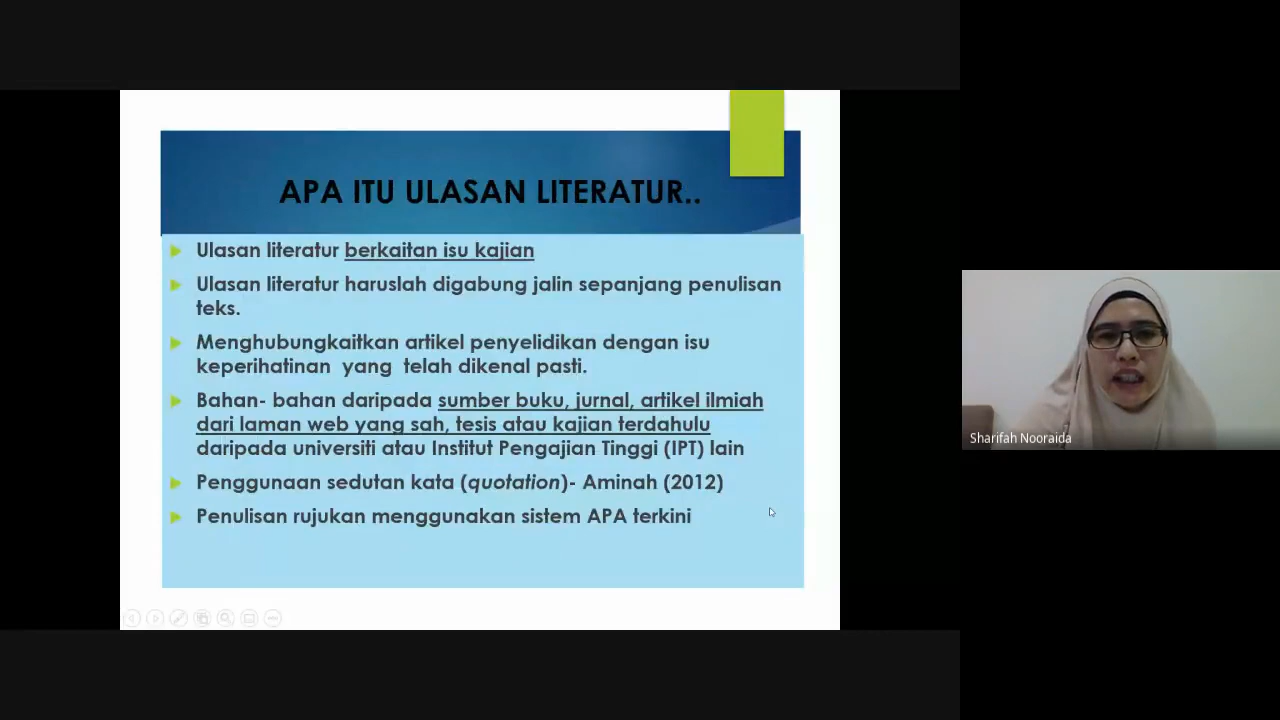 APA ITU ULASAN LITERATUR..
Ulasan literatur berkaitan isu kajian
Ulasan literatur haruslah digabung jalin sepanjang penulisan
teks.
Menghubungkaitkan artikel penyelidikan dengan isu
keperihatinan yang telah dikenal pasti.
Bahan- bahan daripada sumber buku, jurnal, artikel ilmiah
dari laman web yang sah, tesis atau kajian terdahulu
daripada universiti atau Institut Pengajian Tinggi (IPT) lain
Penggunaan sedutan kata (quotation)- Aminah (2012)
Penulisan rujukan menggunakan sistem APA terkini
Sharifah Nooraida